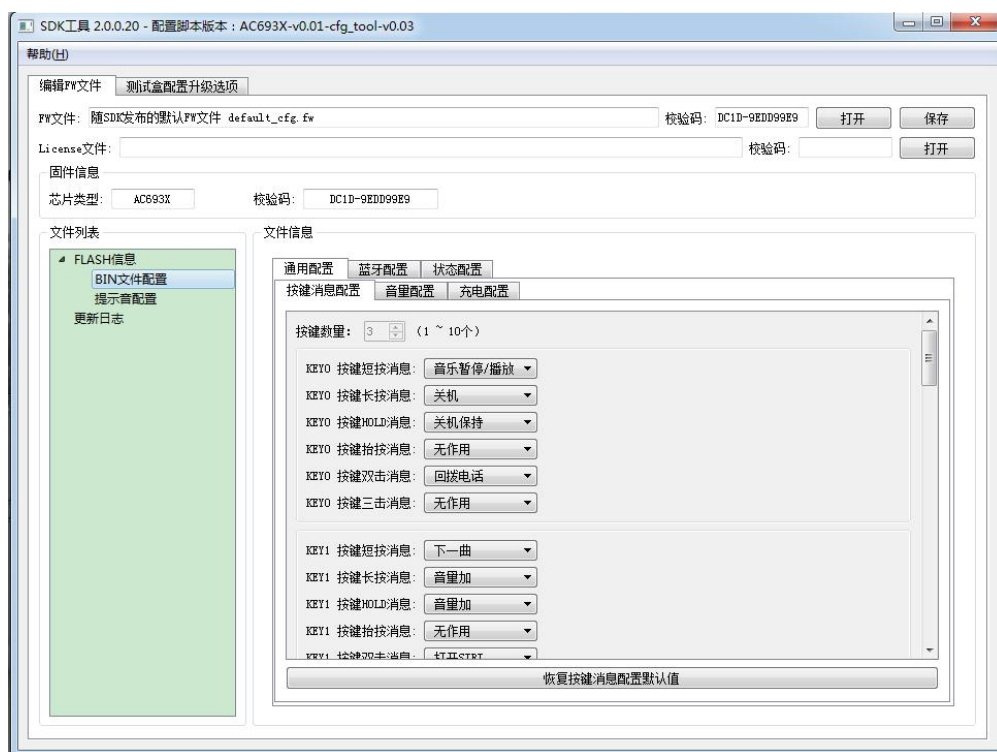 SDK工具 2.0.0.20 - 配置脚本版本：AC693X-v0.01-cfg_tool-v0.03
帮助(H)
编辑FW文件 测试盒配置升级选项
FW文件: 随SDK发布的默认FW文件 default_cfg.fw 校验码: DC1D-9EDD99E9 打开 保存
License文件: 校验码: 打开
固件信息
芯片类型: AC693X 校验码: DC1D-9EDD99E9
文件列表
FLASH信息
BIN文件配置
提示音配置
更新日志
文件信息
通用配置 蓝牙配置 状态配置
按键消息配置 音量配置 充电配置
按键数量: 3 (1 ~ 10个)
KEY0 按键短按消息: 音乐暂停/播放
KEY0 按键长按消息: 关机
KEY0 按键HOLD消息: 关机保持
KEY0 按键抬按消息: 无作用
KEY0 按键双击消息: 回拨电话
KEY0 按键三击消息: 无作用
KEY1 按键短按消息: 下一曲
KEY1 按键长按消息: 音量加
KEY1 按键HOLD消息: 音量加
KEY1 按键抬按消息: 无作用
KEY1 按键双击消息: 打开SIRI
恢复按键消息配置默认值